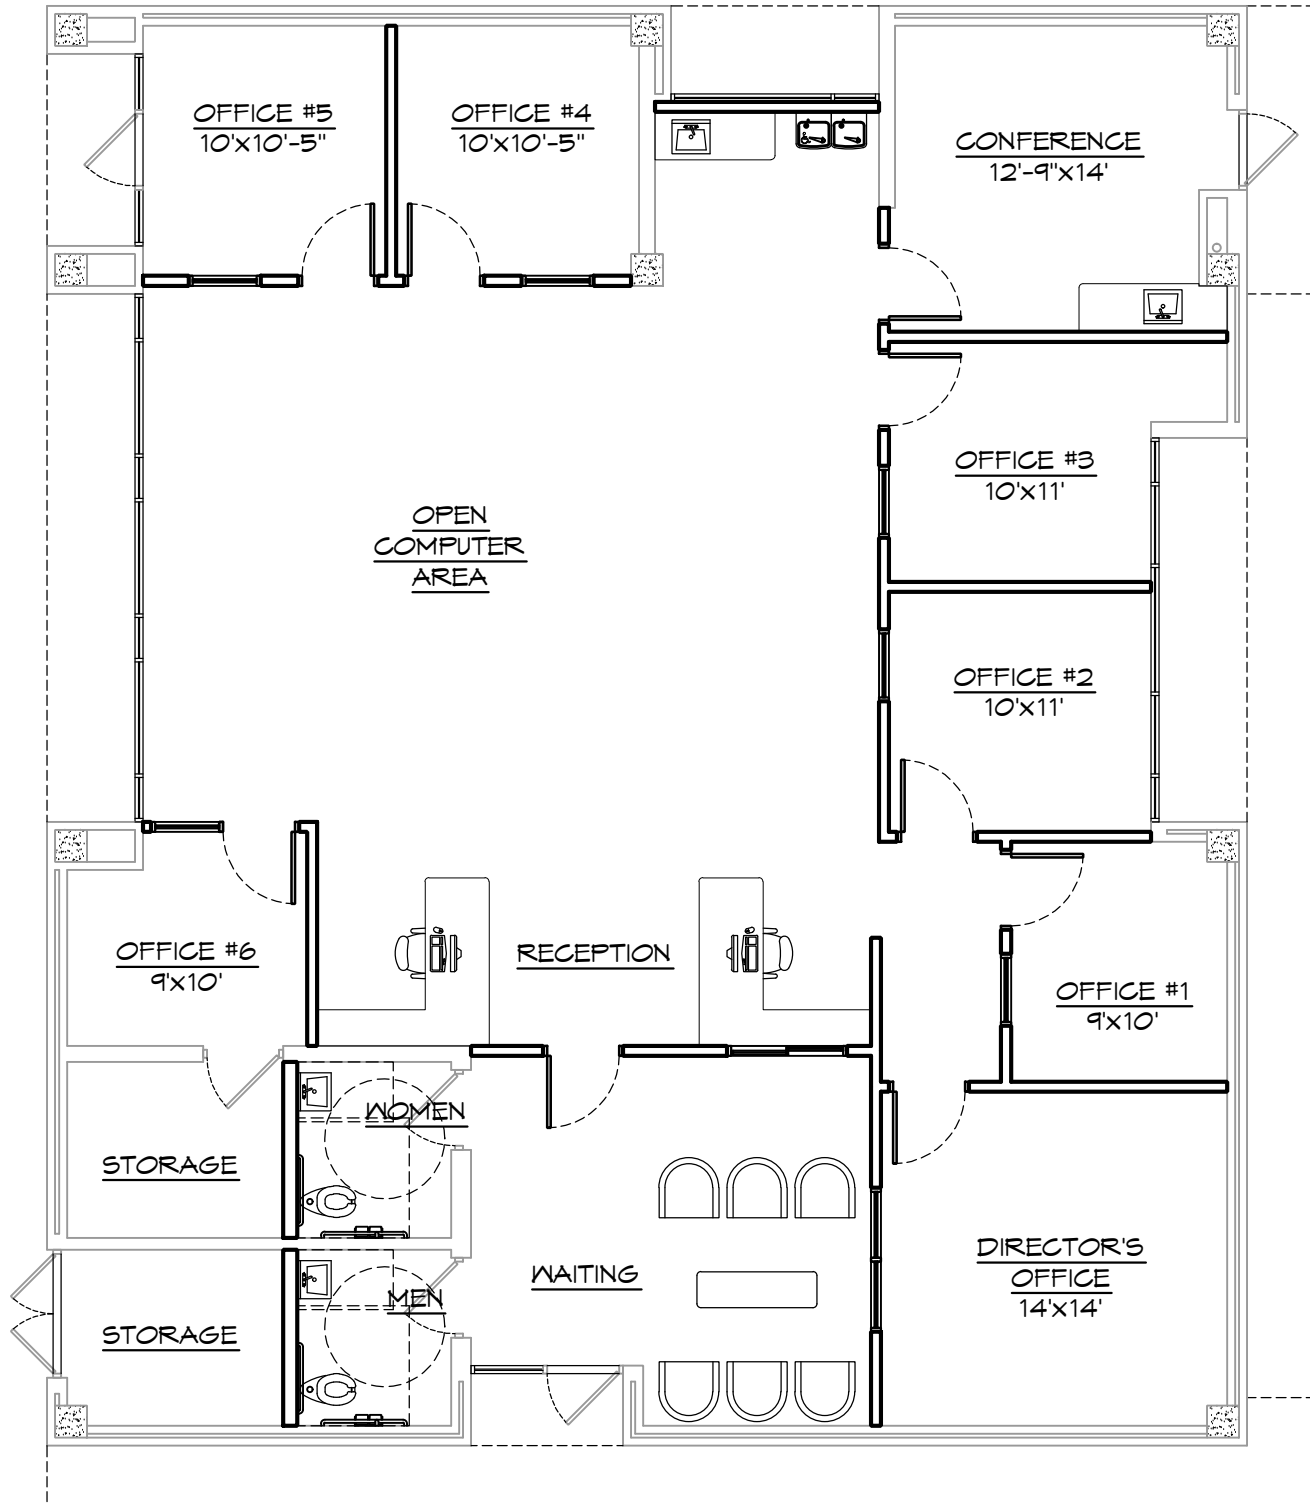 OFFICE #5
10'x10'-5"
OFFICE #4
10'x10'-5"
CONFERENCE
12'-9"x14'
OFFICE #3
10'x11'
OPEN
COMPUTER
AREA
OFFICE #2
10'x11'
OFFICE #6
9'x10'
RECEPTION
OFFICE #1
9'x10'
WOMEN
STORAGE
WAITING
DIRECTOR'S
OFFICE
14'x14'
MEN
STORAGE